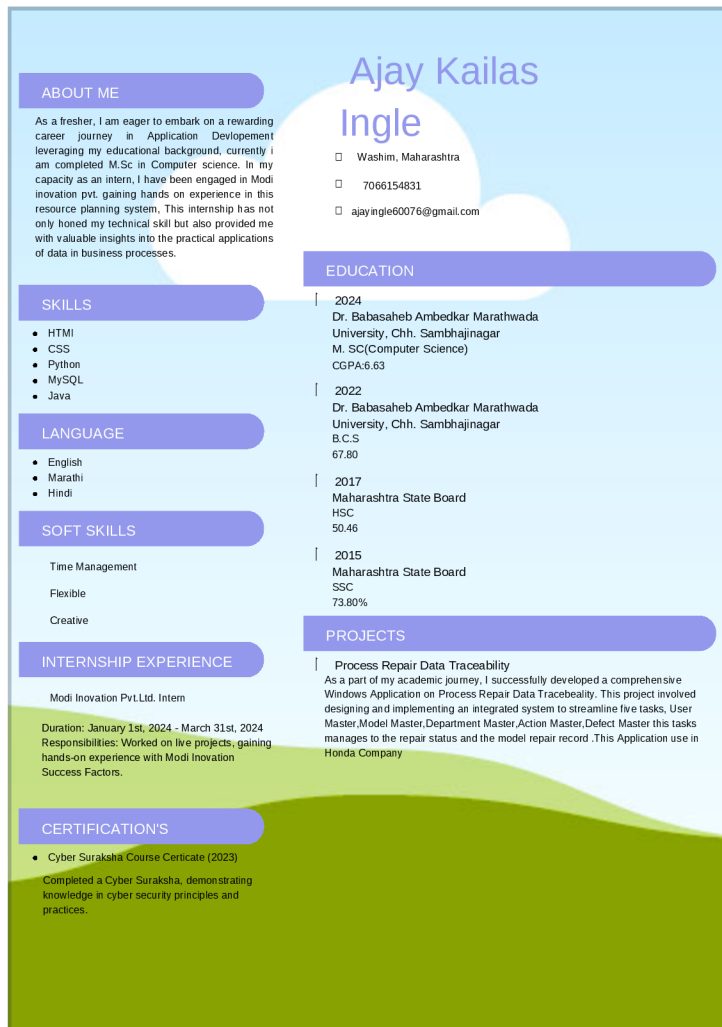 Ajay Kailas
Ingle
Washim, Maharashtra
7066154831
ajayingle60076@gmail.com
ABOUT ME
As a fresher, I am eager to embark on a rewarding
career journey in Application Devlopement
leveraging my educational background, currently i
am completed M.Sc in Computer science. In my
capacity as an intern, I have been engaged in Modi
inovation pvt. gaining hands on experience in this
resource planning system, This internship has not
only honed my technical skill but also provided me
with valuable insights into the practical applications
of data in business processes.
SKILLS
● HTMl
● CSS
● Python
● MySQL
● Java
LANGUAGE
● English
● Marathi
● Hindi
SOFT SKILLS
Time Management
Flexible
Creative
INTERNSHIP EXPERIENCE
Modi Inovation Pvt.Ltd. Intern
Duration: January 1st, 2024 - March 31st, 2024
Responsibilities: Worked on live projects, gaining
hands-on experience with Modi Inovation
Success Factors.
CERTIFICATION'S
● Cyber Suraksha Course Certicate (2023)
Completed a Cyber Suraksha, demonstrating
knowledge in cyber security principles and
practices.
EDUCATION
2024
Dr. Babasaheb Ambedkar Marathwada
University, Chh. Sambhajinagar
M. SC(Computer Science)
CGPA:6.63
2022
Dr. Babasaheb Ambedkar Marathwada
University, Chh. Sambhajinagar
B.C.S
67.80
2017
Maharashtra State Board
HSC
50.46
2015
Maharashtra State Board
SSC
73.80%
PROJECTS
Process Repair Data Traceability
As a part of my academic journey, I successfully developed a comprehensive
Windows Application on Process Repair Data Tracebeality. This project involved
designing and implementing an integrated system to streamline five tasks, User
Master,Model Master,Department Master,Action Master,Defect Master this tasks
manages to the repair status and the model repair record .This Application use in
Honda Company